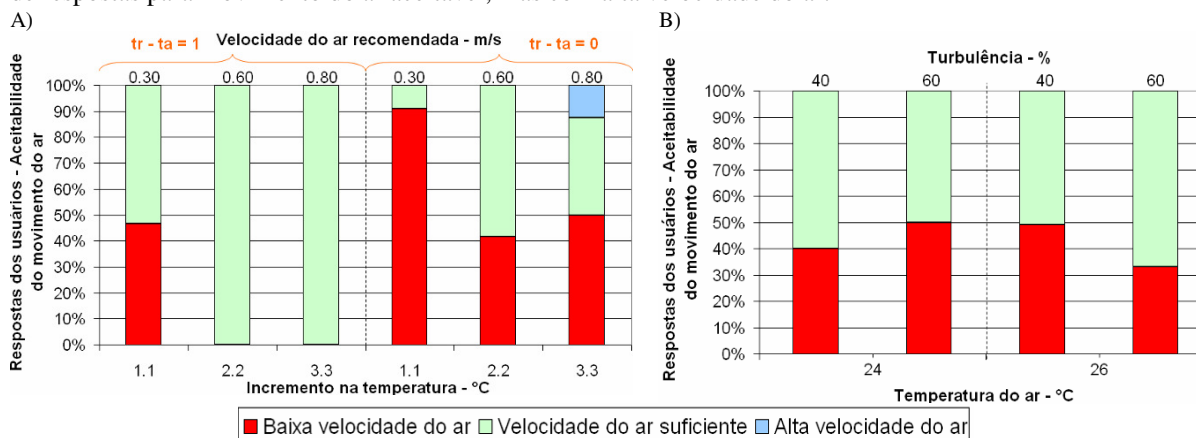 A)
B)
tr - ta = 1
Velocidade do ar recomendada - m/s
tr - ta = 0
0.30 0.60 0.80 0.30 0.60 0.80
Respostas dos usuários - Aceitabilidade
do movimento do ar
100%
90%
80%
70%
60%
50%
40%
30%
20%
10%
0%
1.1 2.2 3.3 1.1 2.2 3.3
Incremento na temperatura - ºC
Turbulência - %
40 60 40 60
Respostas dos usuários - Aceitabilidade
do movimento do ar
100%
90%
80%
70%
60%
50%
40%
30%
20%
10%
0%
24 26
Temperatura do ar - ºC
Baixa velocidade do ar Velocidade do ar suficiente Alta velocidade do ar